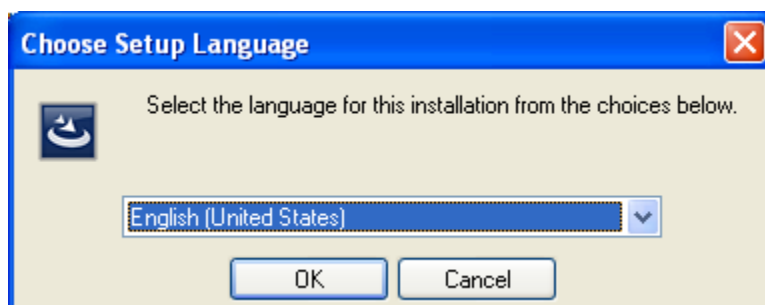 Choose Setup Language
Select the language for this installation from the choices below.
English (United States)
OK
Cancel